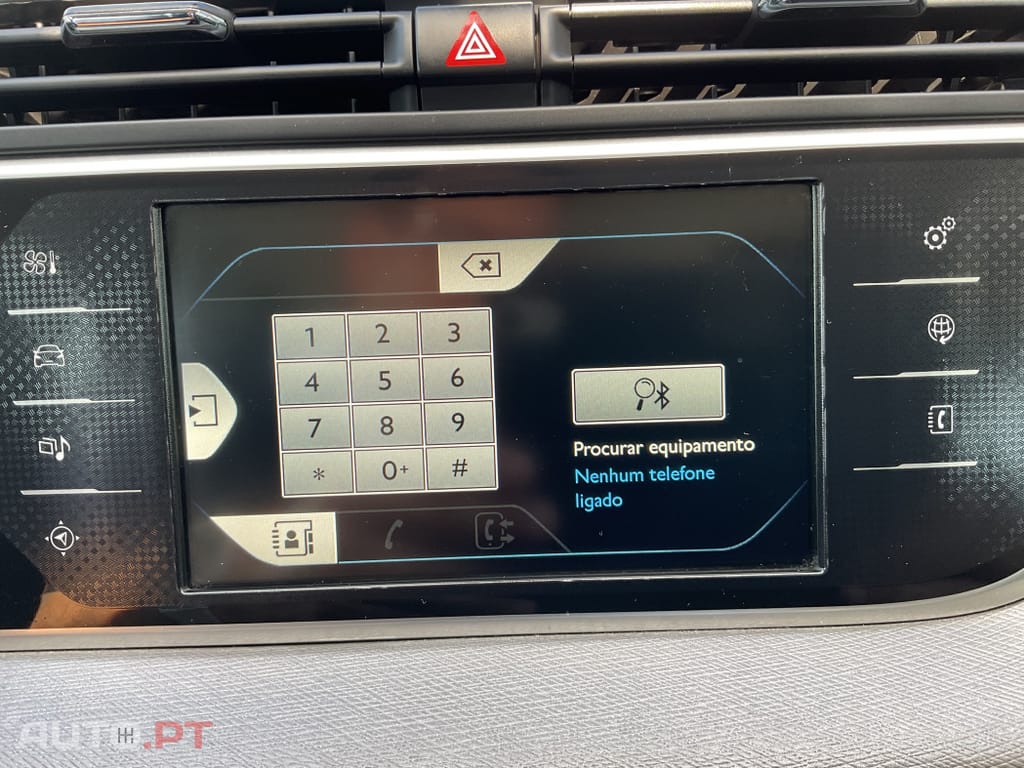 1 2 3
4 5 6
7 8 9
* 0+ #
Procurar equipamento
Nenhum telefone
ligado
AUTO.PT